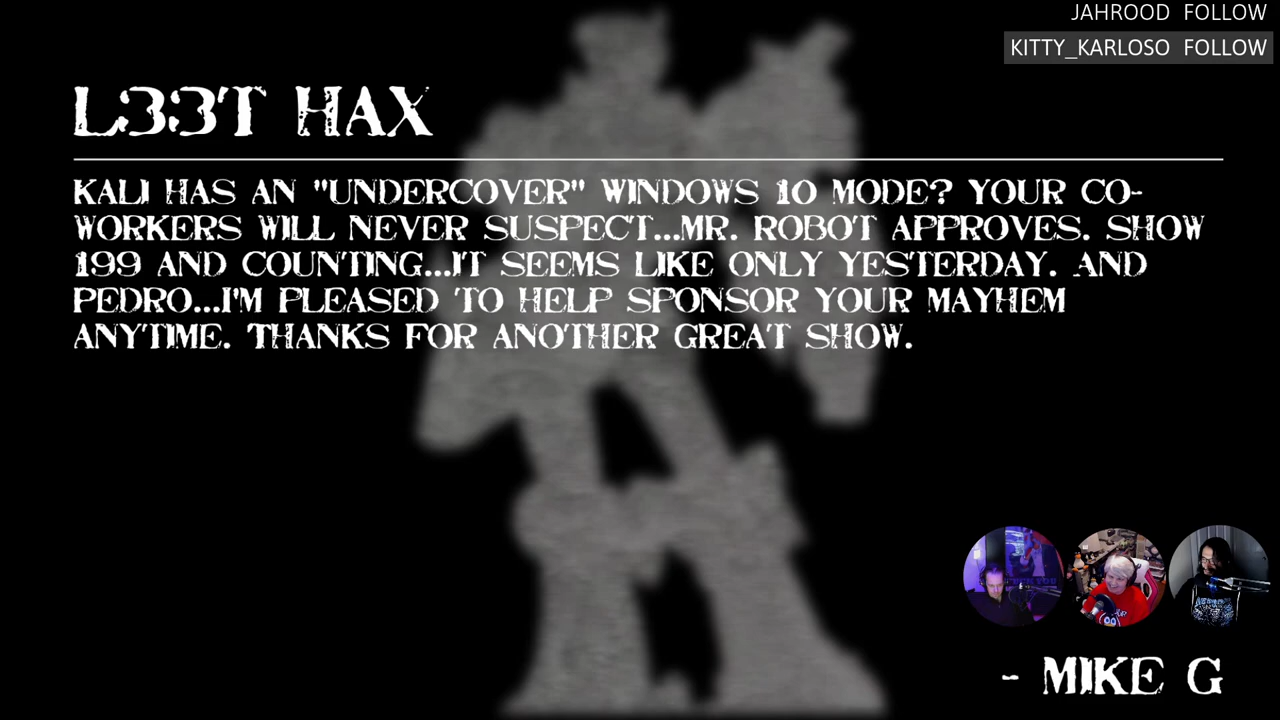 JAHROOD FOLLOW
KITTY_KARLOSO FOLLOW
L33T HAX
KALI HAS AN "UNDERCOVER" WINDOWS 10 MODE? YOUR CO-
WORKERS WILL NEVER SUSPECT...MR. ROBOT APPROVES. SHOW
199 AND COUNTING...IT SEEMS LIKE ONLY YESTERDAY. AND
PEDRO...I'M PLEASED TO HELP SPONSOR YOUR MAYHEM
ANYTIME. THANKS FOR ANOTHER GREAT SHOW.
- MIKE G